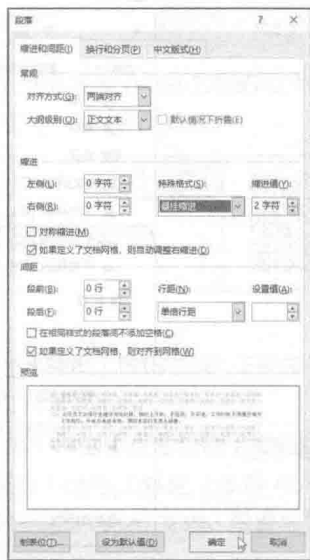 段落 ? ×
缩进和间距(I) 换行和分页(P) 中文版式(H)
常规
对齐方式(G): 两端对齐
大纲级别(O): 正文文本 默认情况下折叠(E)
缩进
左侧(L): 0 字符 特殊格式(S): 缩进值(Y):
右侧(R): 0 字符 首行缩进 2 字符
对称缩进(M)
如果定义了文档网格，则自动调整右缩进(D)
间距
段前(B): 0 行 行距(N): 设置值(A):
段后(F): 0 行 单倍行距
在相同样式的段落间不添加空格(C)
如果定义了文档网格，则对齐到网格(W)
预览
制表位(T)... 设为默认值(D) 确定 取消